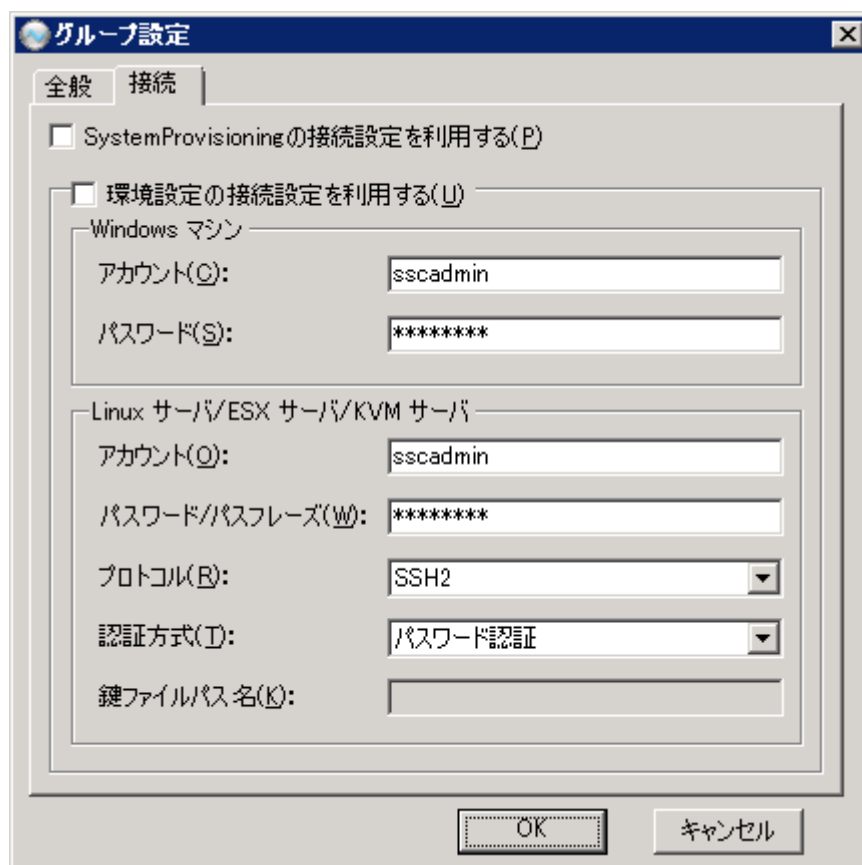 グループ設定
全般 接続
SystemProvisioningの接続設定を利用する(P)
環境設定の接続設定を利用する(U)
Windows マシン
アカウント(C): sscadmin
パスワード(S): ********
Linux サーバ/ESX サーバ/KVM サーバ
アカウント(O): sscadmin
パスワード/パスフレーズ(W): ********
プロトコル(R): SSH2
認証方式(T): パスワード認証
鍵ファイルパス名(K):
OK キャンセル